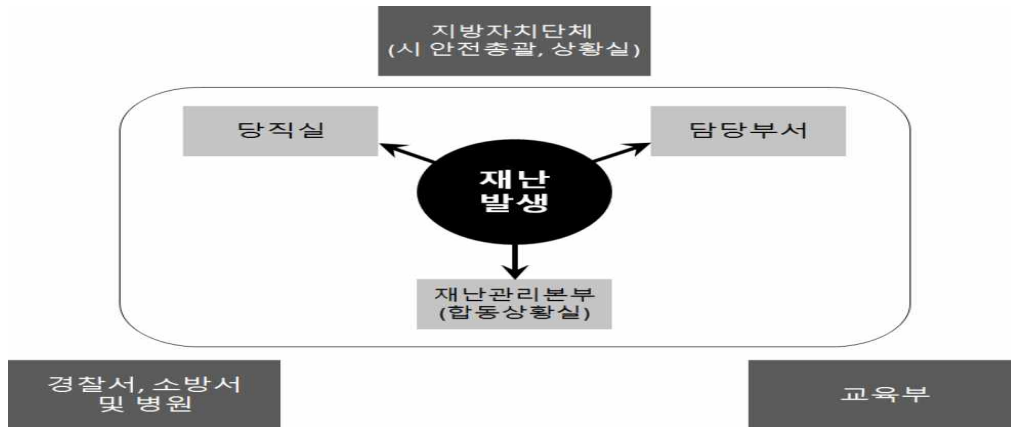 지방자치단체
(시 안전총괄, 상황실)
당직실
담당부서
재난
발생
재난관리본부
(합동상황실)
경찰서, 소방서
및 병원
교육부